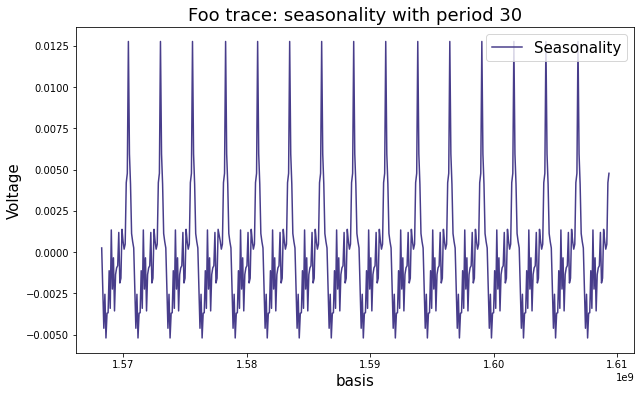 Foo trace: seasonality with period 30
Seasonality
Voltage
0.0125
0.0100
0.0075
0.0050
0.0025
0.0000
−0.0025
−0.0050
1.57
1.58
1.59
1.60
1.61
1e9
basis